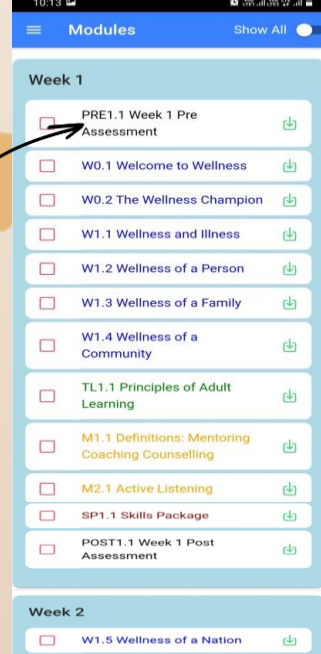 10:13
Modules
Show All
Week 1
PRE1.1 Week 1 Pre
Assessment
W0.1 Welcome to Wellness
W0.2 The Wellness Champion
W1.1 Wellness and Illness
W1.2 Wellness of a Person
W1.3 Wellness of a Family
W1.4 Wellness of a
Community
TL1.1 Principles of Adult
Learning
M1.1 Definitions: Mentoring
Coaching Counselling
M2.1 Active Listening
SP1.1 Skills Package
POST1.1 Week 1 Post
Assessment
Week 2
W1.5 Wellness of a Nation